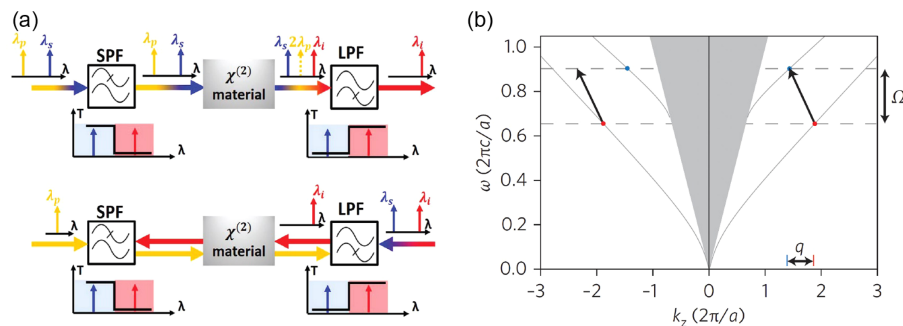 (a)
λp λs SPF λp λs λs 2λp λi LPF λi
λ λ χ(2) material λ λ
T λ T λ
λp SPF λi LPF λs λi
λ χ(2) material λ λ
T λ T λ
(b)
1.0
0.8
0.6
0.4
0.2
0.0
ω (2πc/a)
Ω
q
-3 -2 -1 0 1 2 3
kz (2π/a)